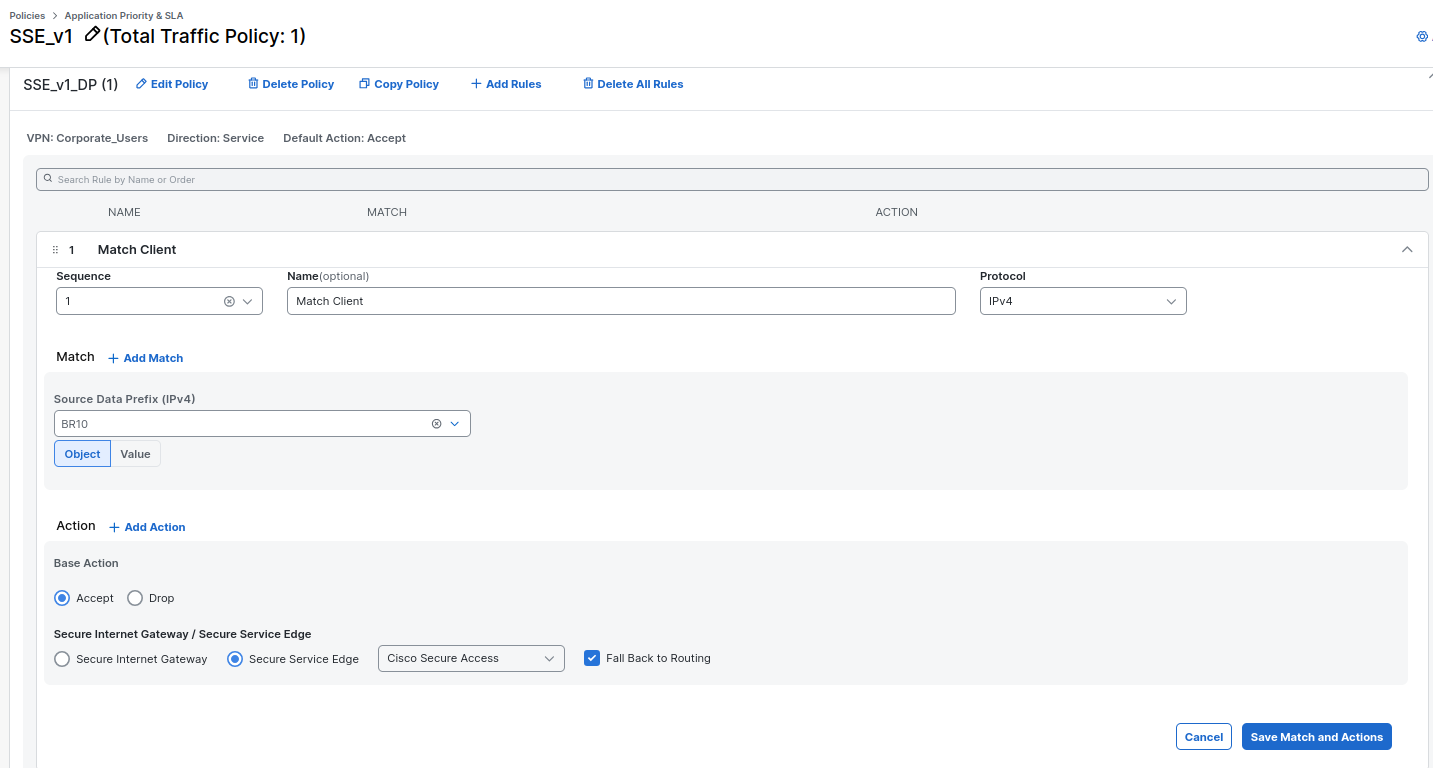 Policies > Application Priority & SLA
SSE_v1 (Total Traffic Policy: 1)
SSE_v1_DP (1) Edit Policy Delete Policy Copy Policy + Add Rules Delete All Rules
VPN: Corporate_Users Direction: Service Default Action: Accept
Search Rule by Name or Order
NAME MATCH ACTION
1 Match Client
Sequence Name(optional) Protocol
1 Match Client IPv4
Match + Add Match
Source Data Prefix (IPv4)
BR10
Object Value
Action + Add Action
Base Action
Accept Drop
Secure Internet Gateway / Secure Service Edge
Secure Internet Gateway Secure Service Edge Cisco Secure Access Fall Back to Routing
Cancel Save Match and Actions